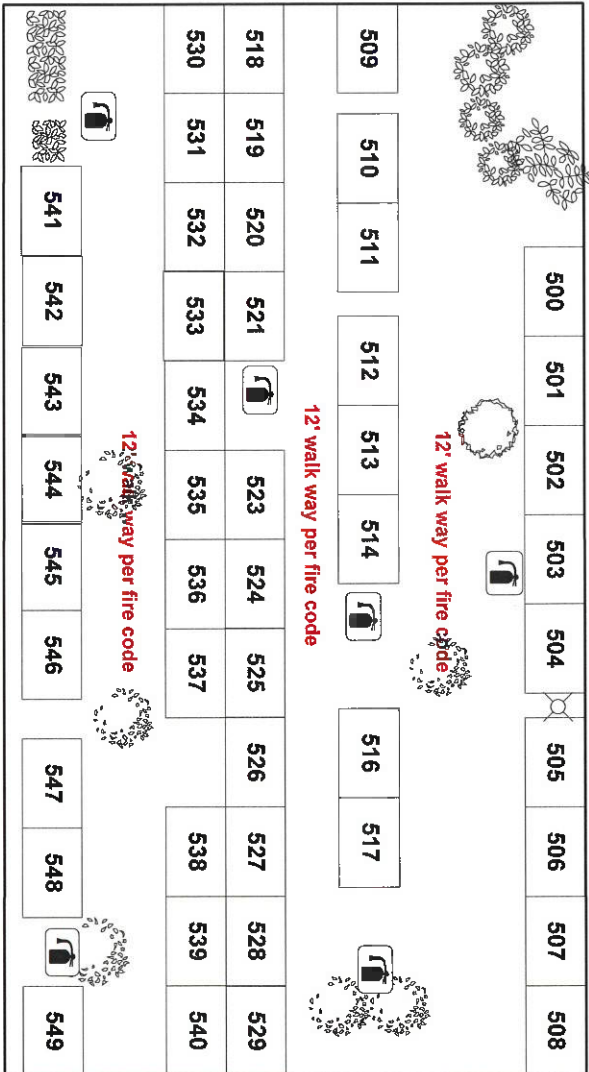 500 501 502 503 504 505 506 507 508
12' walk way per fire code
509 510 511 512 513 514 516 517
12' walk way per fire code
518 519 520 521 523 524 525 526 527 528 529
530 531 532 533 534 535 536 537 538 539 540
12' walk way per fire code
541 542 543 544 545 546 547 548 549